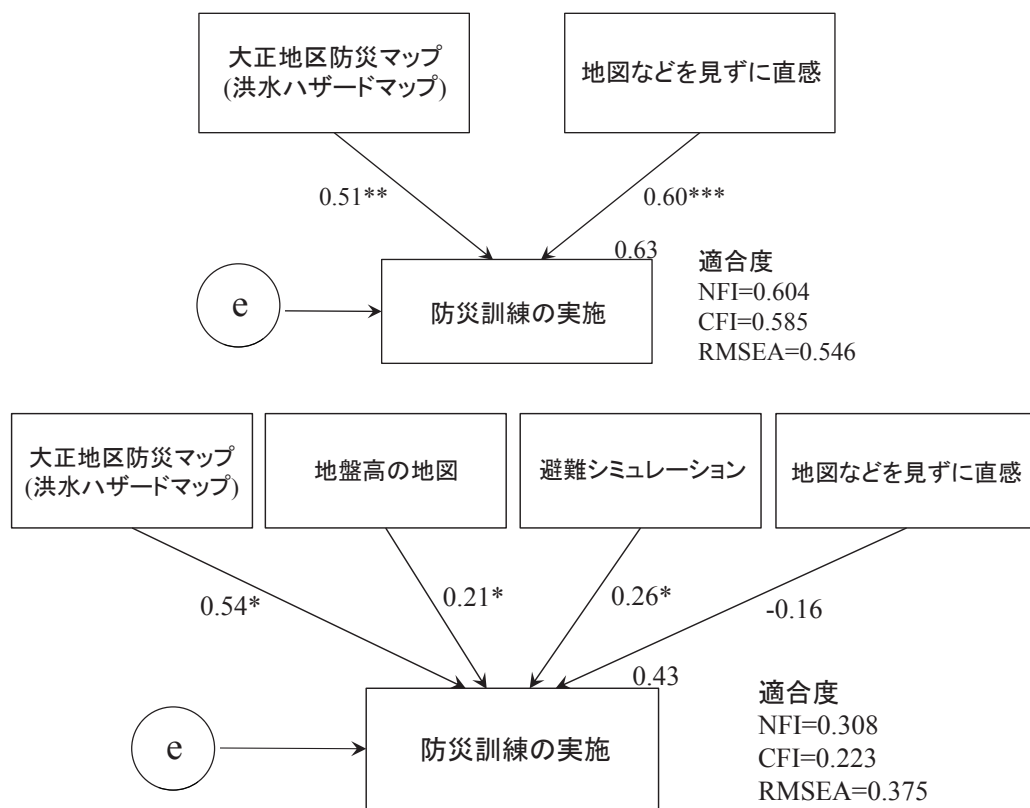 大正地区防災マップ
(洪水ハザードマップ)
地図などを見ずに直感
0.51**
0.60***
0.63
e
防災訓練の実施
適合度
NFI=0.604
CFI=0.585
RMSEA=0.546
大正地区防災マップ
(洪水ハザードマップ)
地盤高の地図
避難シミュレーション
地図などを見ずに直感
0.54*
0.21*
0.26*
-0.16
0.43
e
防災訓練の実施
適合度
NFI=0.308
CFI=0.223
RMSEA=0.375